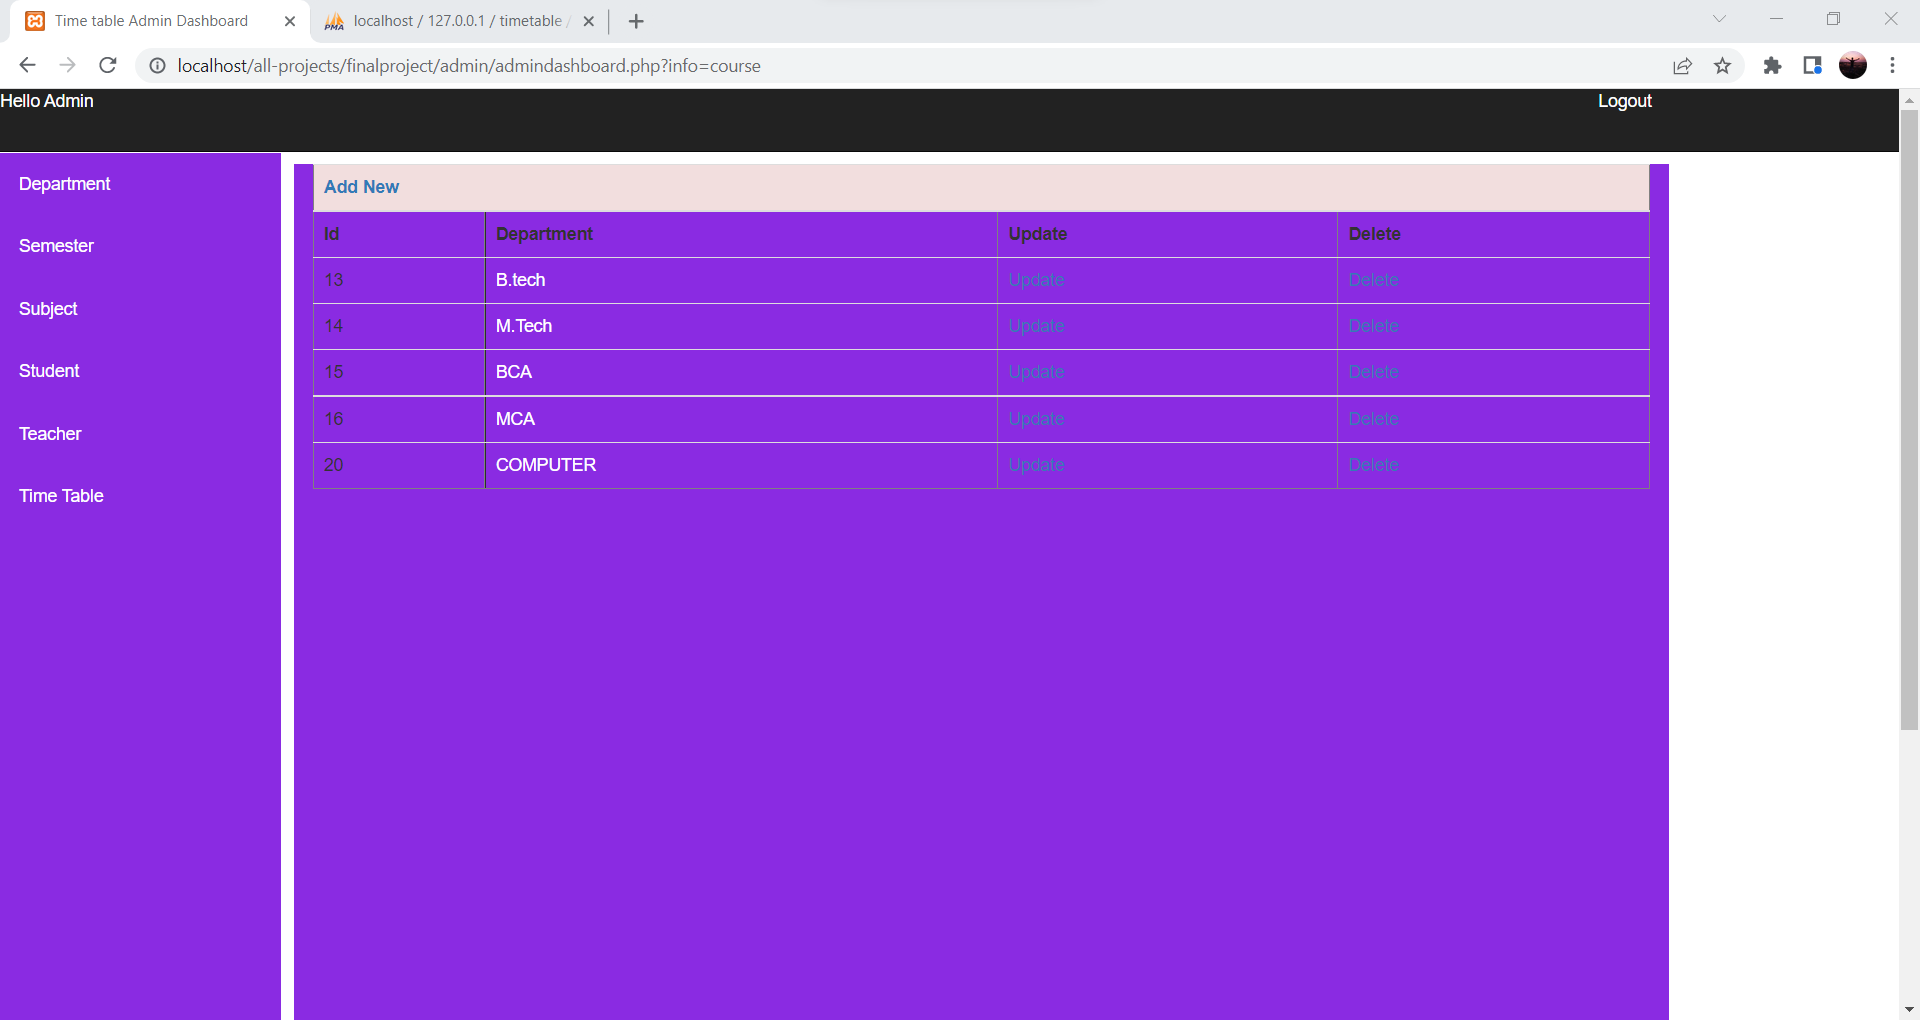 Time table Admin Dashboard
PMA localhost / 127.0.0.1 / timetable /
localhost/all-projects/finalproject/admin/admindashboard.php?info=course
Hello Admin Logout
Department
Semester
Subject
Student
Teacher
Time Table
Add New
Id Department Update Delete
13 B.tech Update Delete
14 M.Tech Update Delete
15 BCA Update Delete
16 MCA Update Delete
20 COMPUTER Update Delete